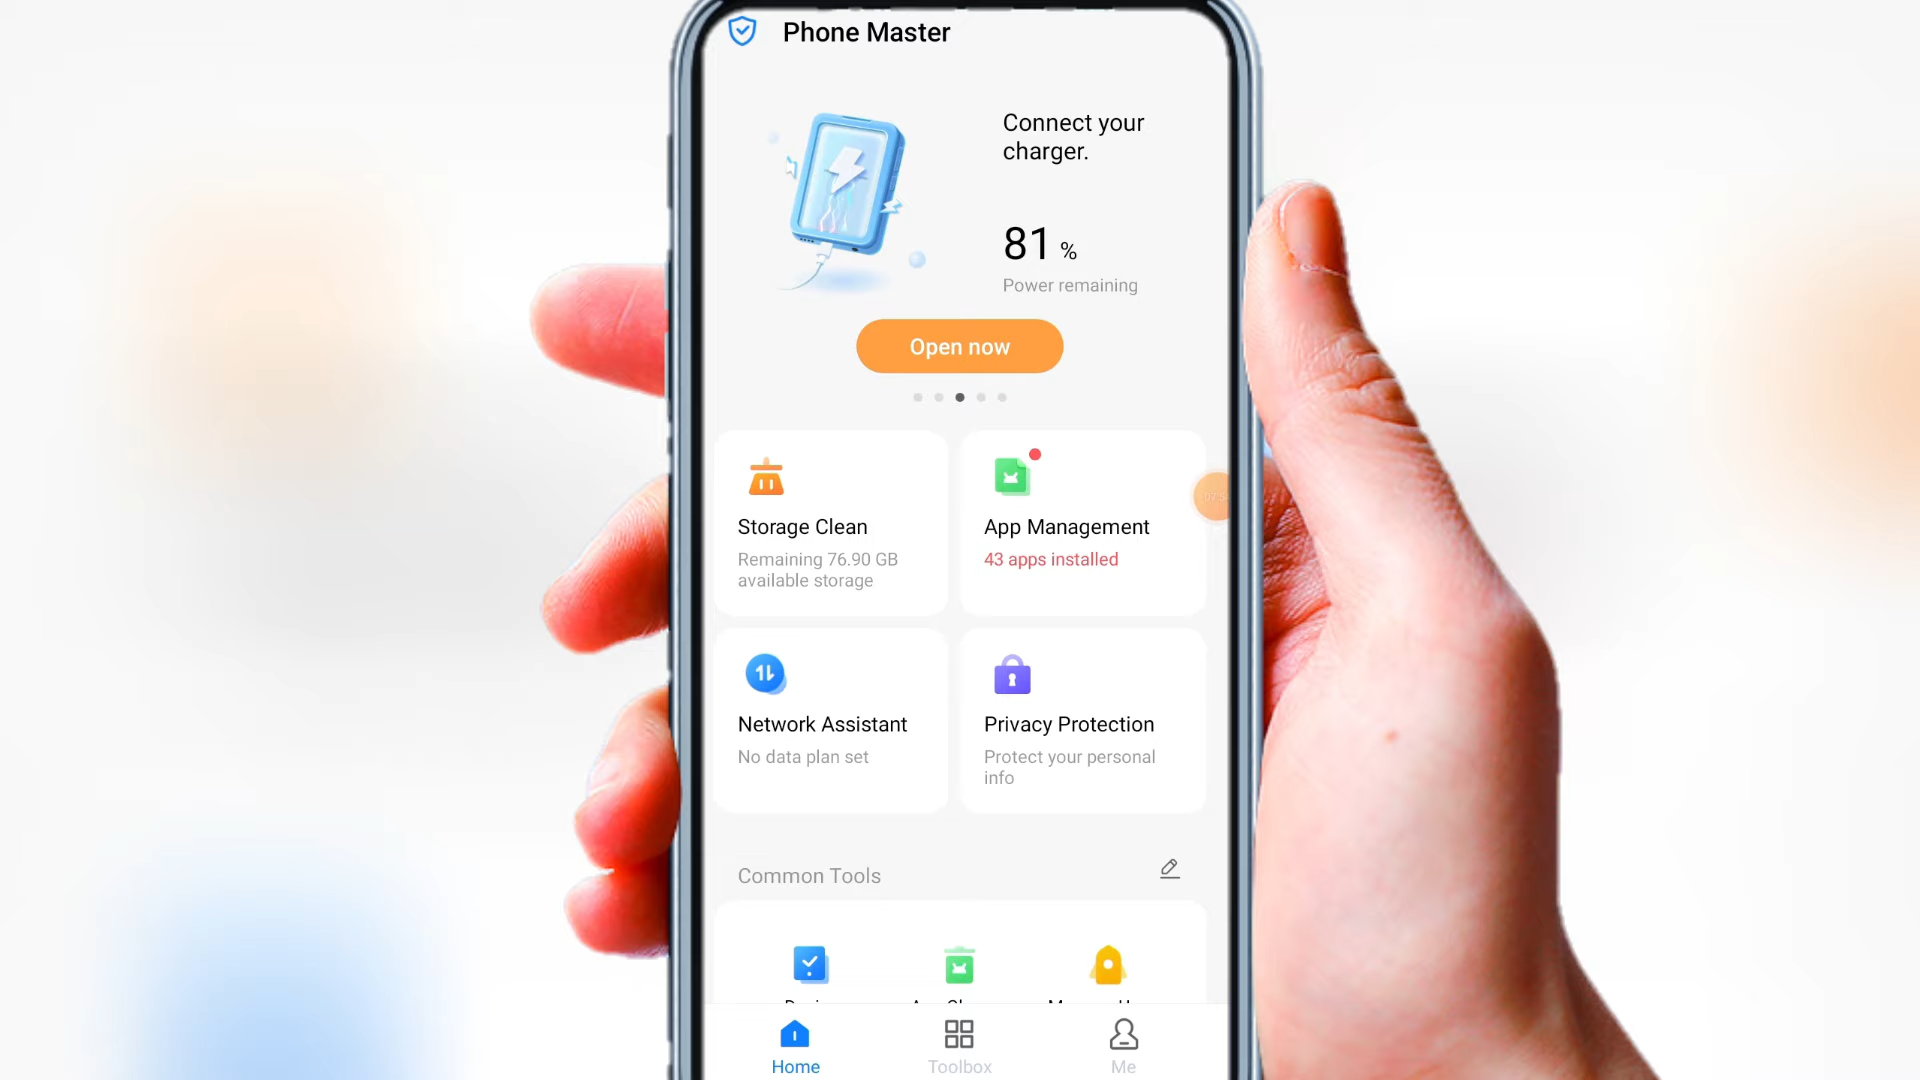 Phone Master
Connect your
charger.
81 %
Power remaining
Open now
Storage Clean
Remaining 76.90 GB
available storage
App Management
43 apps installed
Network Assistant
No data plan set
Privacy Protection
Protect your personal
info
Common Tools
Home
Toolbox
Me